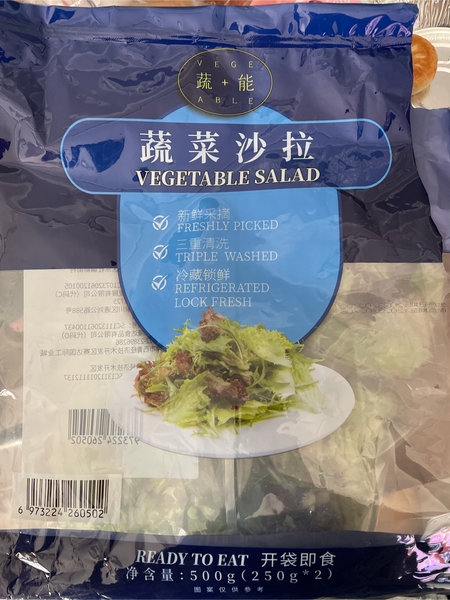 VEGE
蔬+能
ABLE
蔬菜沙拉
VEGETABLE SALAD
新鲜采摘
FRESHLY PICKED
三重清洗
TRIPLE WASHED
冷藏锁鲜
REFRIGERATED
LOCK FRESH
973224 260502
6 973224 260502
READY TO EAT 开袋即食
净含量:500g(250g*2)
图案仅供参考